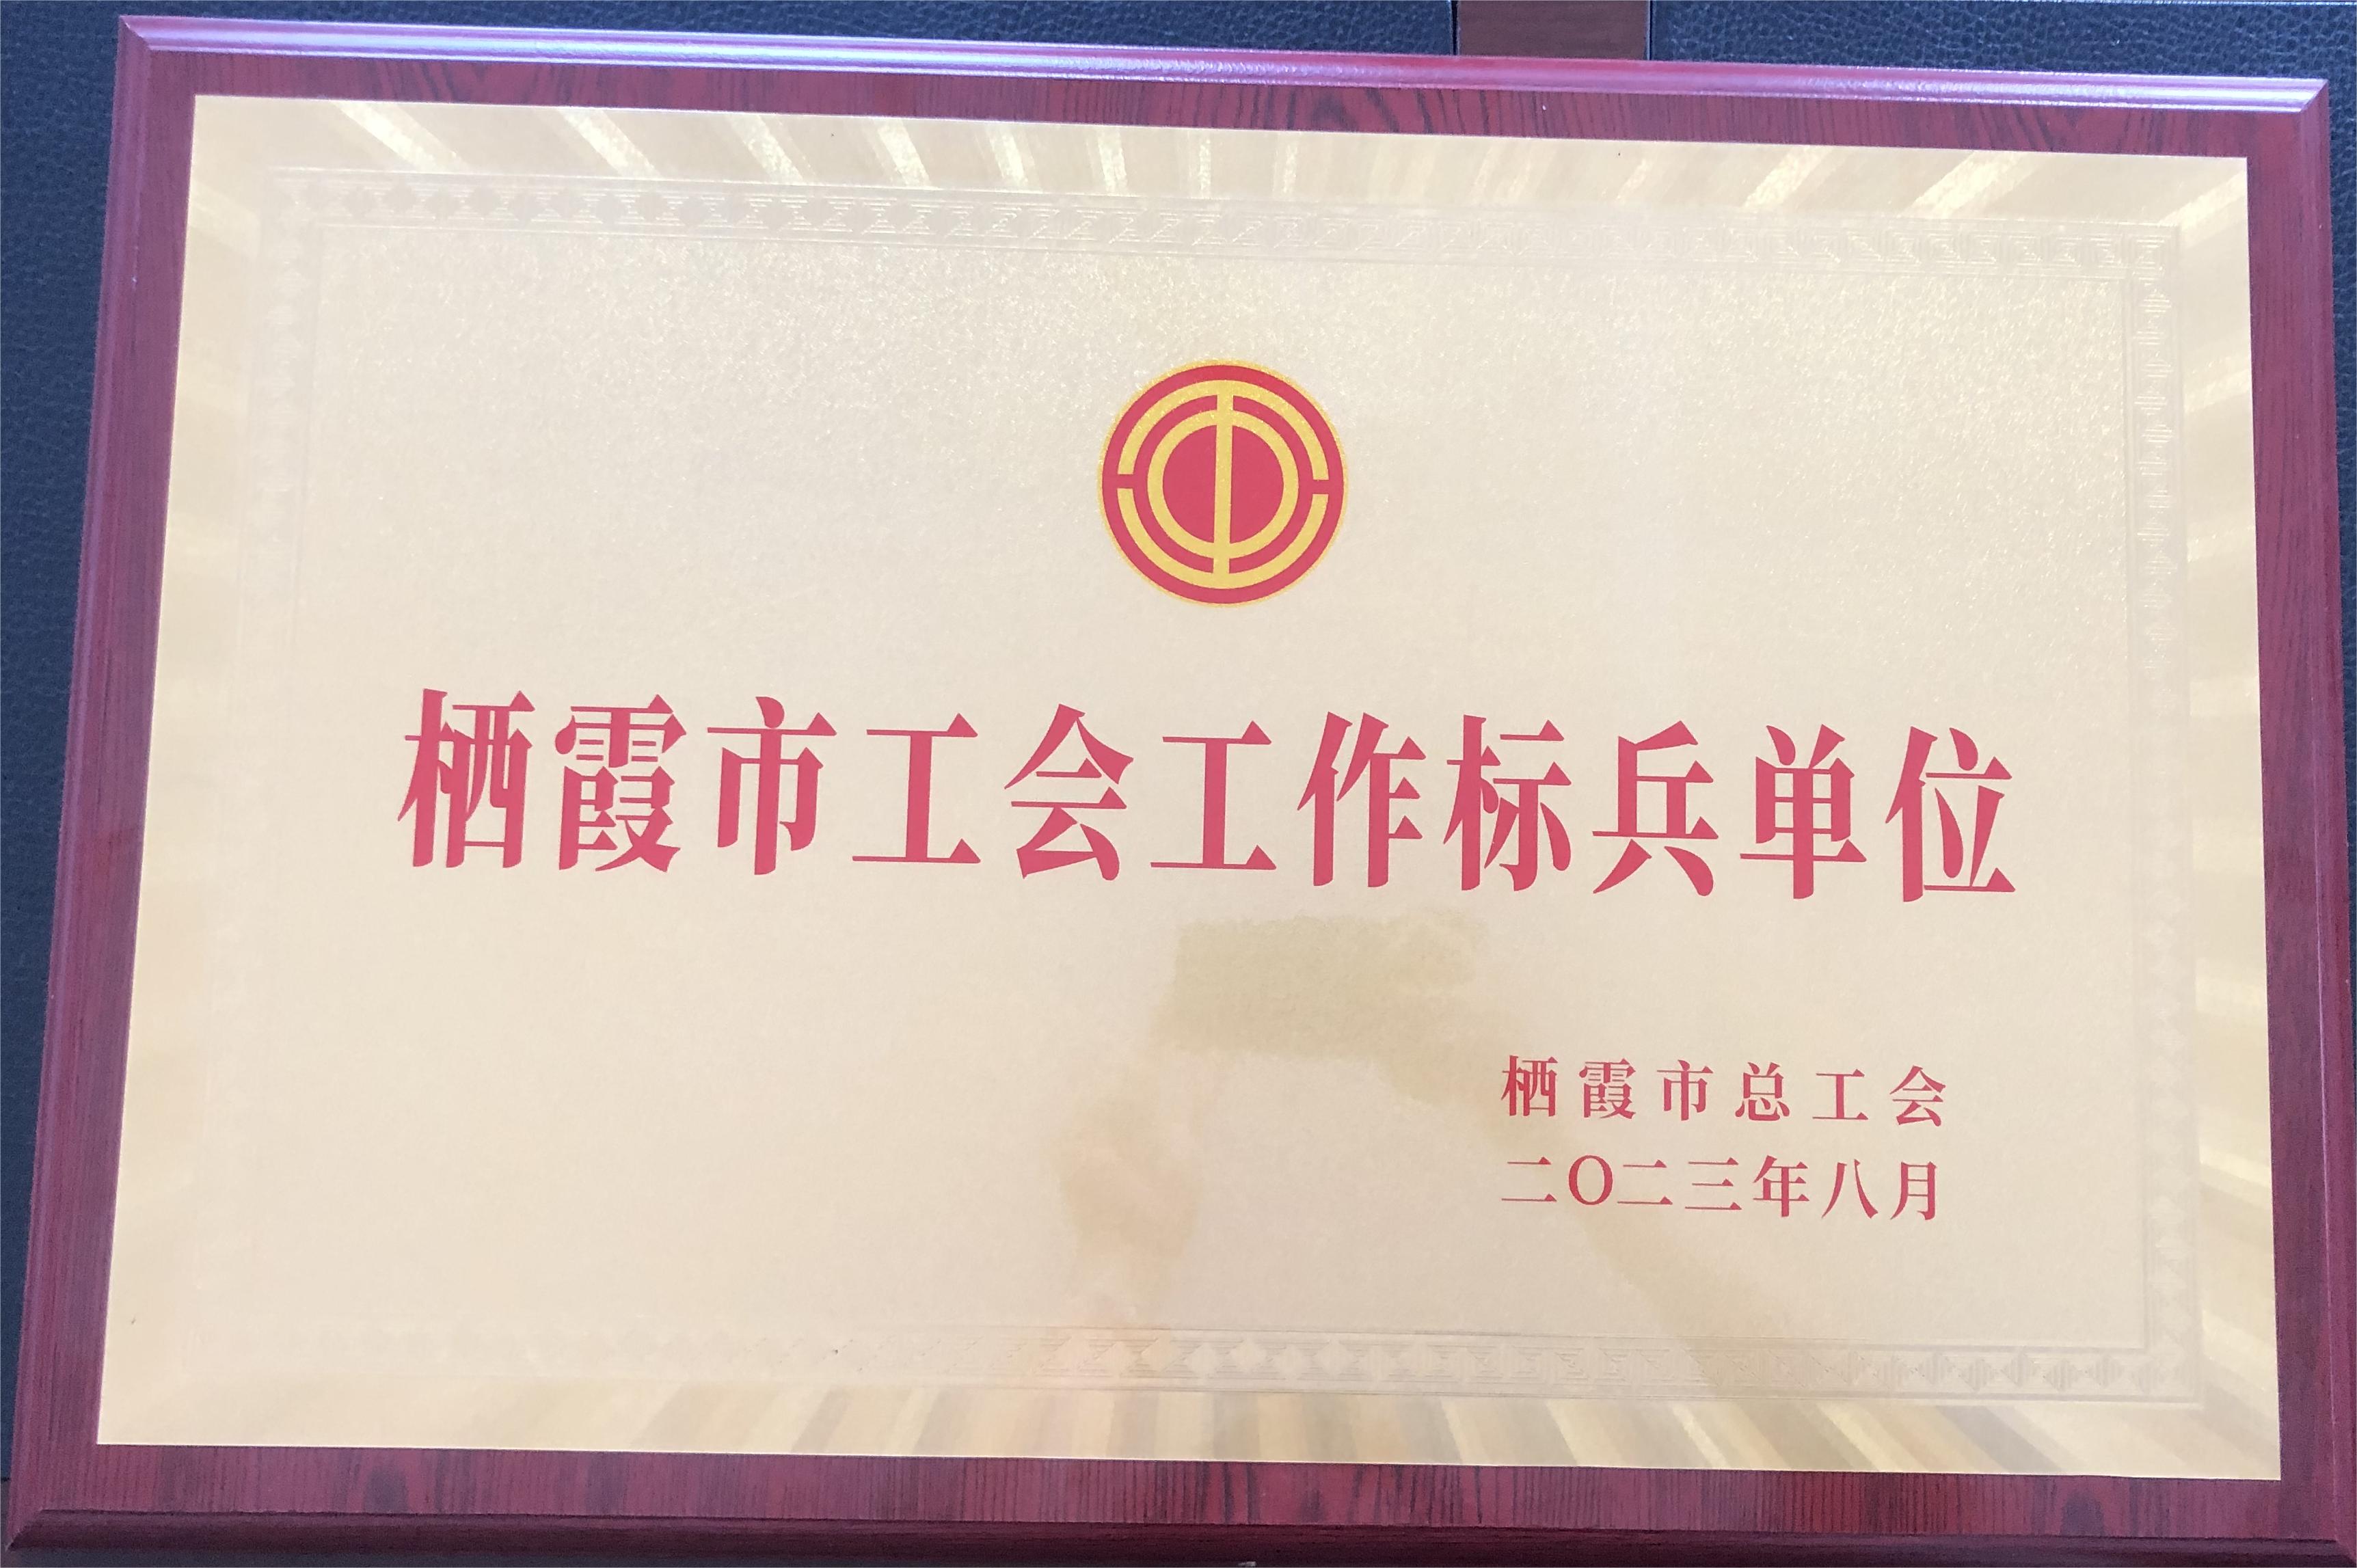 栖霞市工会工作标兵单位
栖霞市总工会
二〇二三年八月